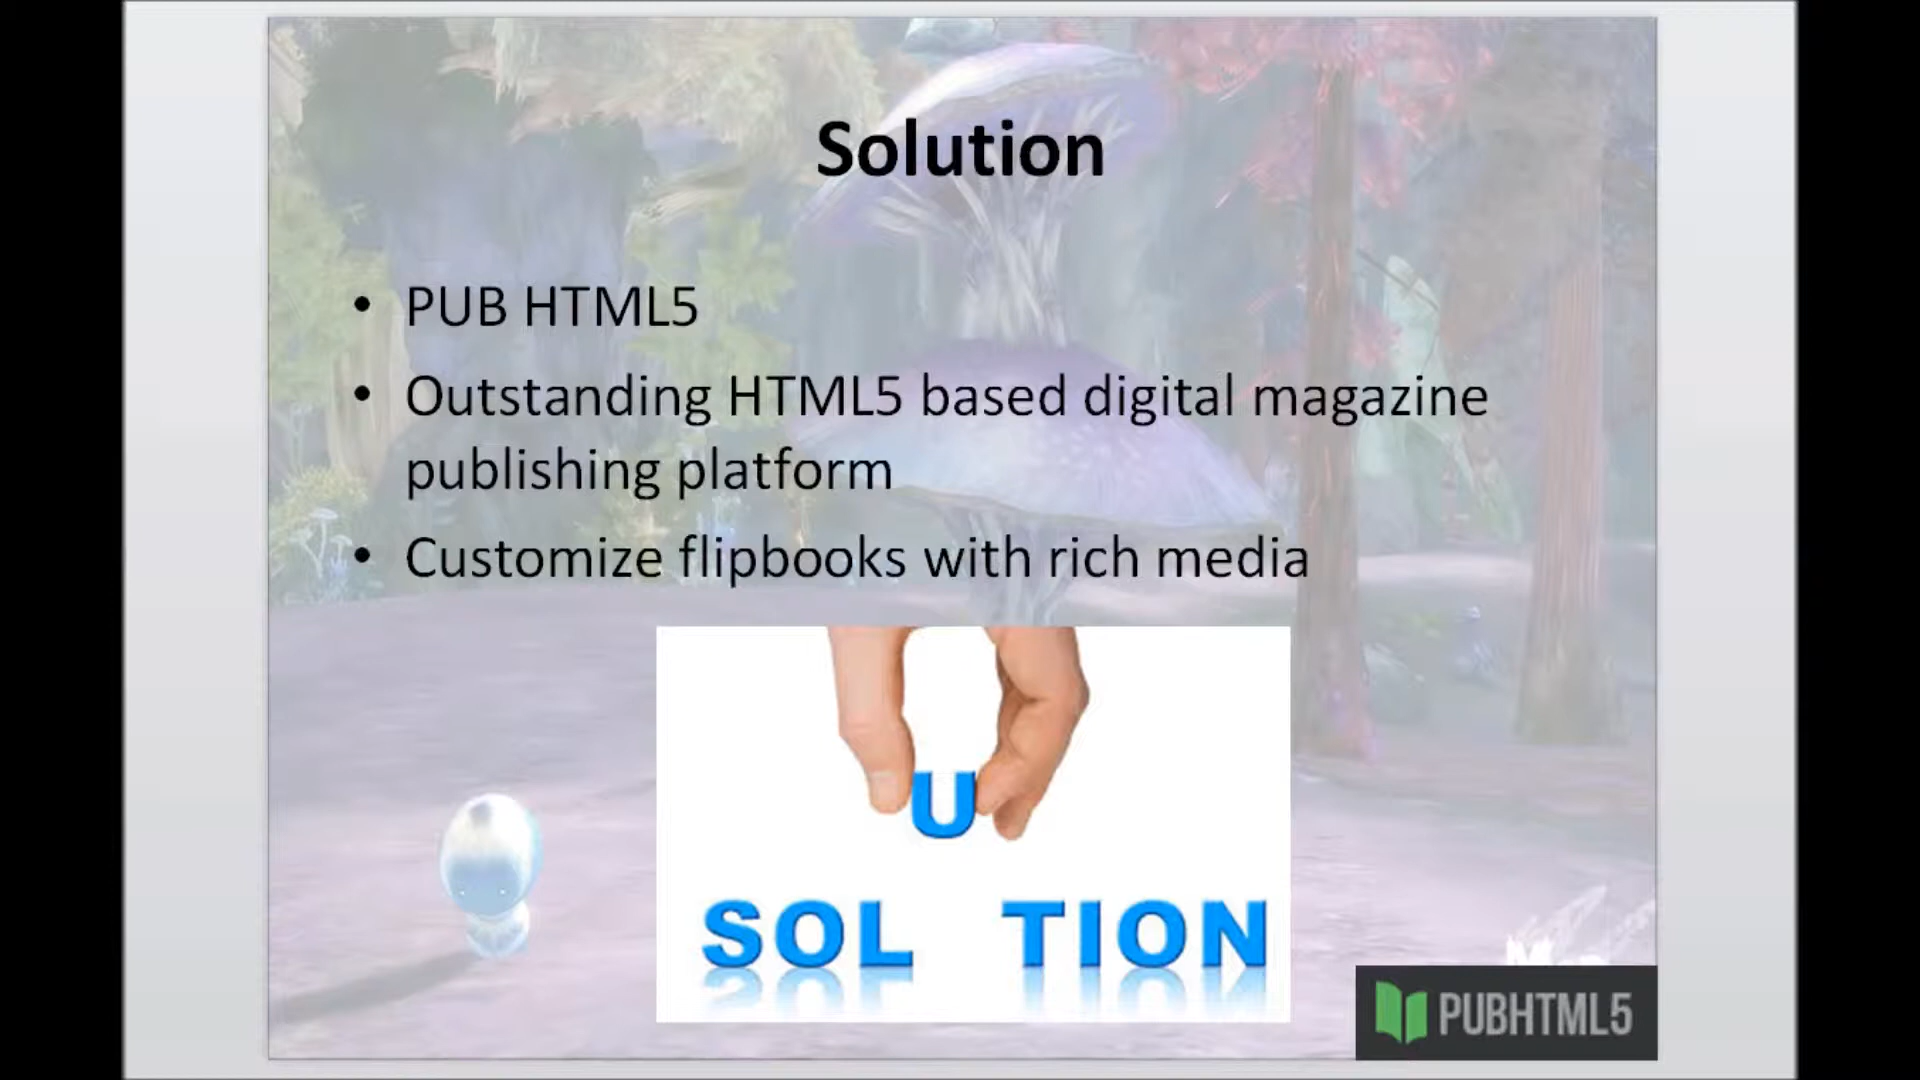 Solution
• PUB HTML5
• Outstanding HTML5 based digital magazine
publishing platform
• Customize flipbooks with rich media
U
SOL TION
PUBHTML5